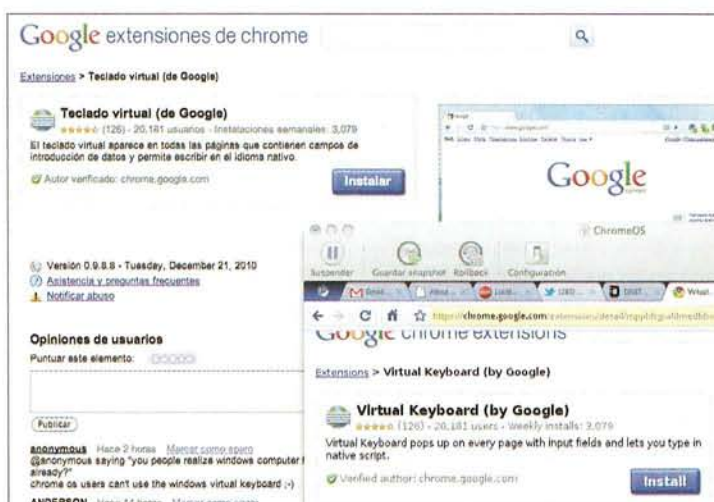 Google extensiones de chrome
Extensiones > Teclado virtual (de Google)
Teclado virtual (de Google)
(126) - 20,181 usuarios - Instalaciones semanales: 3,079
El teclado virtual aparece en todas las páginas que contienen campos de
introducción de datos y permite escribir en el idioma nativo.
Autor verificado: chrome.google.com
Instalar
Google
Versión 0.9.8.8 - Tuesday, December 21, 2010
Asistencia y preguntas frecuentes
Notificar abuso
Opiniones de usuarios
Puntuar este elemento:
Publicar
anonymous Hace 2 horas Marcar como spam
@anonymous saying "you people realize windows computer
already?"
chrome os users cant use the windows virtual keyboard ;-)
ANDERSON Hace 11 horas Marcar como spam
ChromeOS
Suspender Guardar snapshot Rollback Configuración
chrome.google.com
Google chrome extensions
Extensions > Virtual Keyboard (by Google)
Virtual Keyboard (by Google)
(126) - 20,181 users - Weekly installs: 3,079
Virtual Keyboard pops up on every page with input fields and lets you type in
native script.
Verified author: chrome.google.com
Install